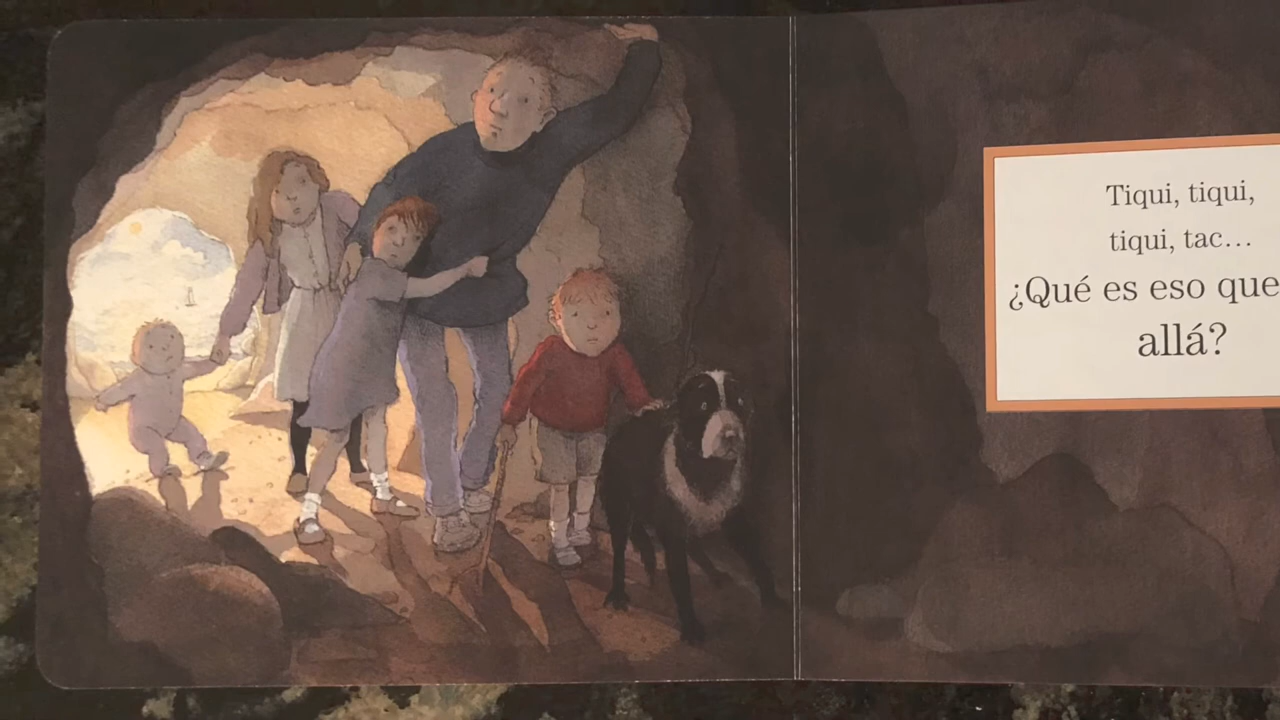 Tiqui, tiqui,
tiqui, tac…
¿Qué es eso que
allá?